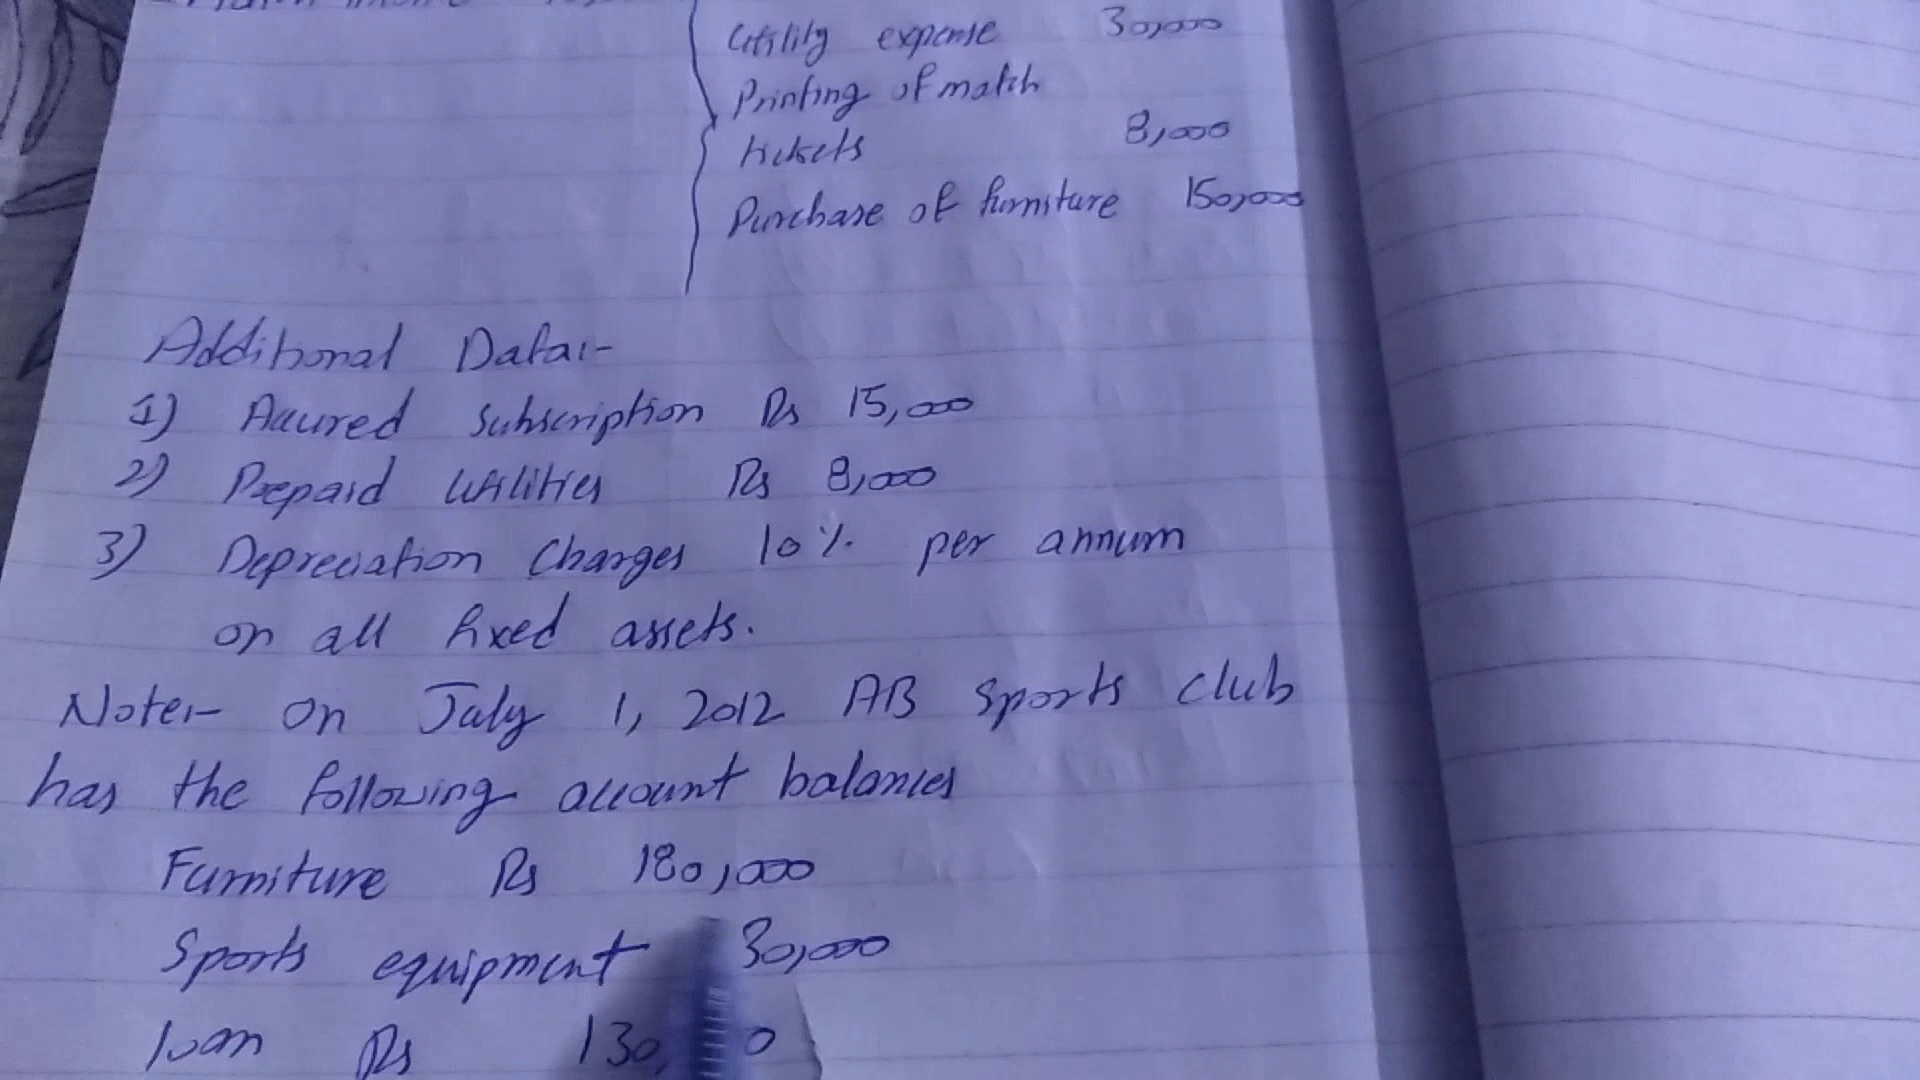 Utility expense 30,000
Printing of match
tickets 8,000
Purchase of furniture 150,000
Additional Data:-
1) Accured Subscription Rs 15,000
2) Prepaid Utilities Rs 8,000
3) Depreciation Charges 10% per annum
on all fixed assets.
Note:- On July 1, 2012 AB Sports club
has the following account balances
Furniture Rs 180,000
Sports equipment 30,000
loan Rs 130,